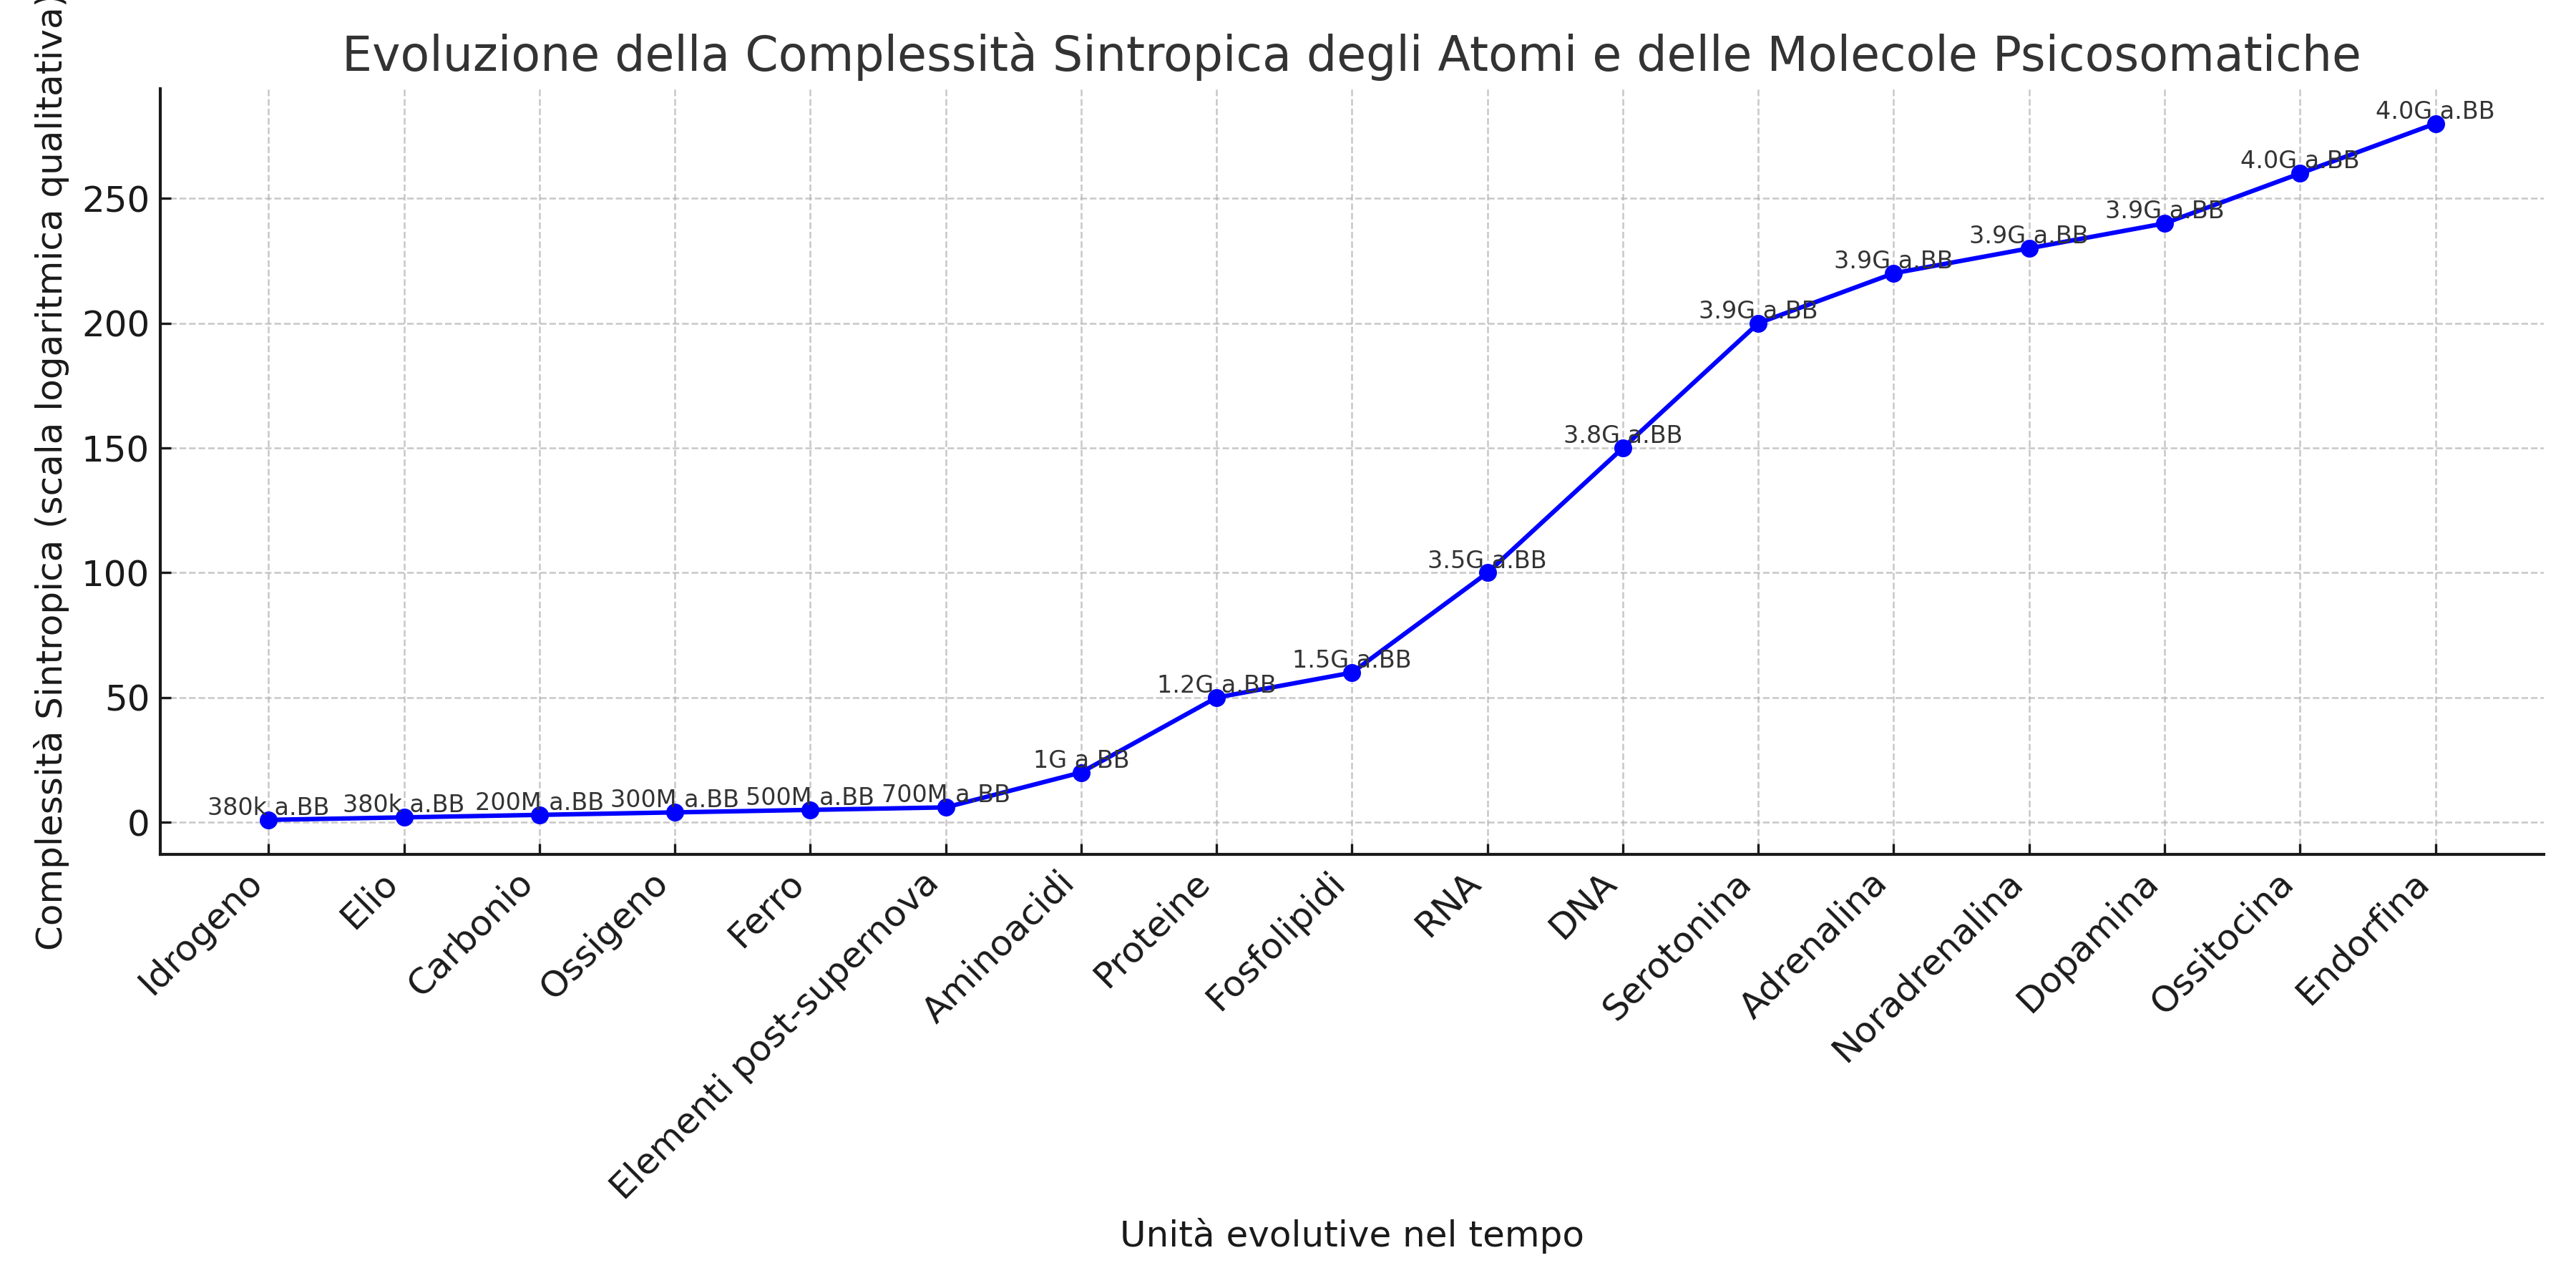 Evoluzione della Complessità Sintropica degli Atomi e delle Molecole Psicosomatiche
Complessità Sintropica (scala logaritmica qualitativa)
250
200
150
100
50
0
380k a.BB
380k a.BB
200M a.BB
300M a.BB
500M a.BB
700M a.BB
1G a.BB
1.2G a.BB
1.5G a.BB
3.5G a.BB
3.8G a.BB
3.9G a.BB
3.9G a.BB
3.9G a.BB
3.9G a.BB
4.0G a.BB
4.0G a.BB
Idrogeno
Elio
Carbonio
Ossigeno
Ferro
Elementi post-supernova
Aminoacidi
Proteine
Fosfolipidi
RNA
DNA
Serotonina
Adrenalina
Noradrenalina
Dopamina
Ossitocina
Endorfina
Unità evolutive nel tempo